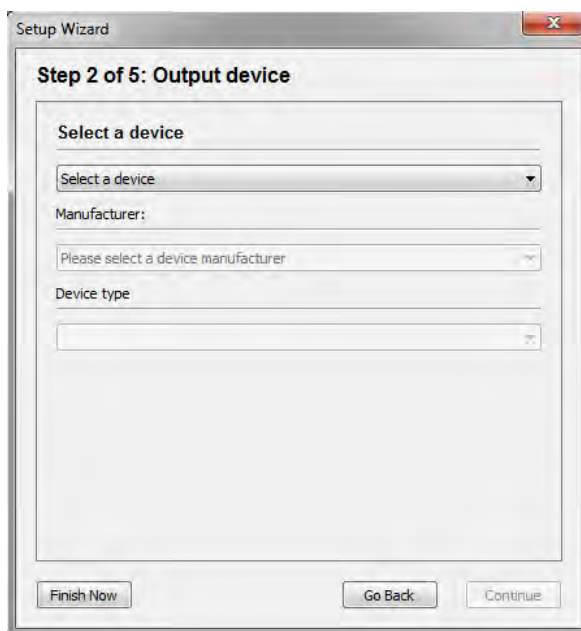 Setup Wizard
Step 2 of 5: Output device
Select a device
Select a device
Manufacturer:
Please select a device manufacturer
Device type
Finish Now
Go Back
Continue